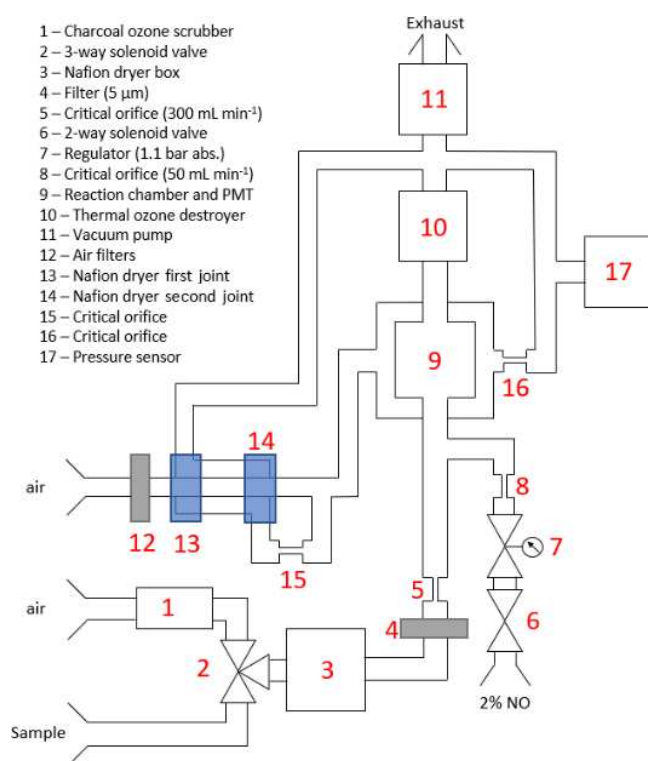 1 – Charcoal ozone scrubber
2 – 3-way solenoid valve
3 – Nafion dryer box
4 – Filter (5 μm)
5 – Critical orifice (300 mL min⁻¹)
6 – 2-way solenoid valve
7 – Regulator (1.1 bar abs.)
8 – Critical orifice (50 mL min⁻¹)
9 – Reaction chamber and PMT
10 – Thermal ozone destroyer
11 – Vacuum pump
12 – Air filters
13 – Nafion dryer first joint
14 – Nafion dryer second joint
15 – Critical orifice
16 – Critical orifice
17 – Pressure sensor
Exhaust
11
10
17
9
16
14
air
8
12
13
15
7
5
air
1
4
6
2
3
2% NO
Sample